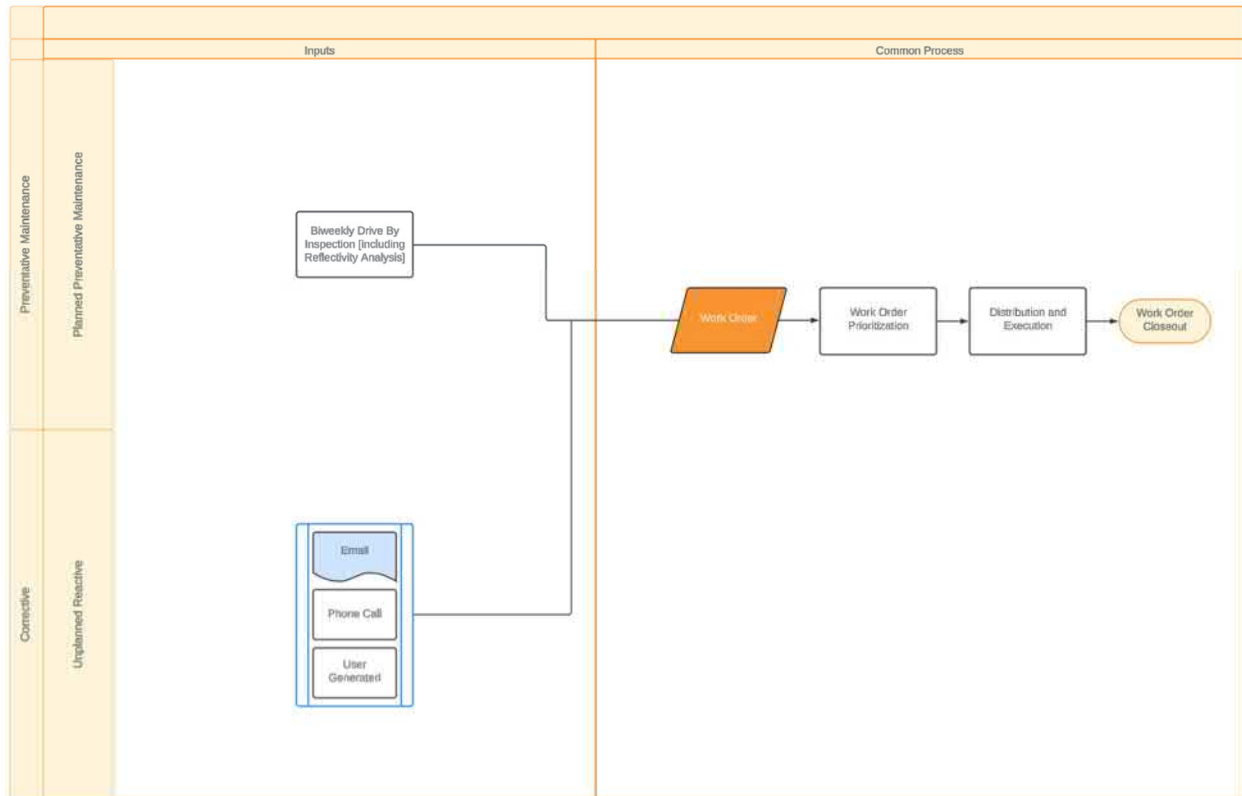 Inputs
Common Process
Preventative Maintenance
Planned Preventative Maintenance
Biweekly Drive By
Inspection [including
Reflectivity Analysis]
Work Order
Work Order
Prioritization
Distribution and
Execution
Work Order
Closeout
Corrective
Unplanned Reactive
Email
Phone Call
User
Generated